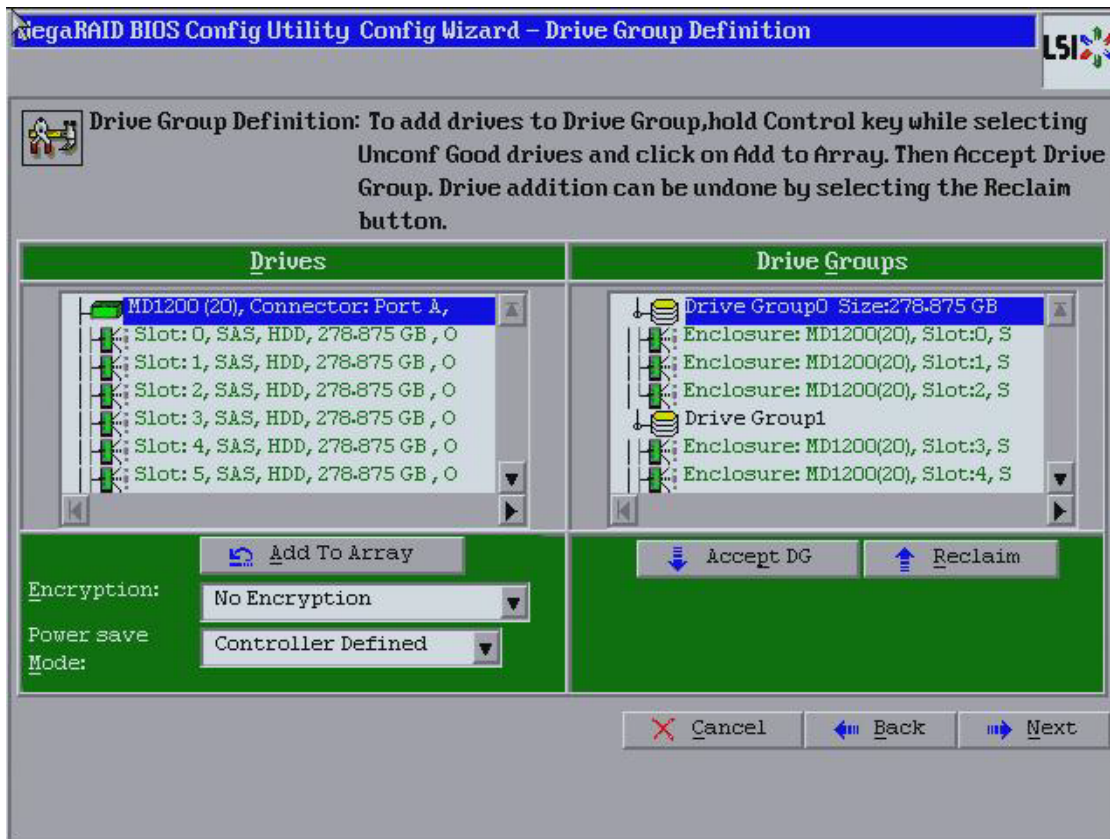 MegaRAID BIOS Config Utility Config Wizard – Drive Group Definition
LSI
Drive Group Definition: To add drives to Drive Group,hold Control key while selecting
Unconf Good drives and click on Add to Array. Then Accept Drive
Group. Drive addition can be undone by selecting the Reclaim
button.
Drives
MD1200 (20), Connector: Port A,
Slot: 0, SAS, HDD, 278.875 GB , O
Slot: 1, SAS, HDD, 278.875 GB , O
Slot: 2, SAS, HDD, 278.875 GB , O
Slot: 3, SAS, HDD, 278.875 GB , O
Slot: 4, SAS, HDD, 278.875 GB , O
Slot: 5, SAS, HDD, 278.875 GB , O
Drive Groups
Drive Group0 Size:278.875 GB
Enclosure: MD1200(20), Slot:0, S
Enclosure: MD1200(20), Slot:1, S
Enclosure: MD1200(20), Slot:2, S
Drive Group1
Enclosure: MD1200(20), Slot:3, S
Enclosure: MD1200(20), Slot:4, S
Add To Array
Encryption:
No Encryption
Power save
Mode:
Controller Defined
Accept DG
Reclaim
Cancel
Back
Next